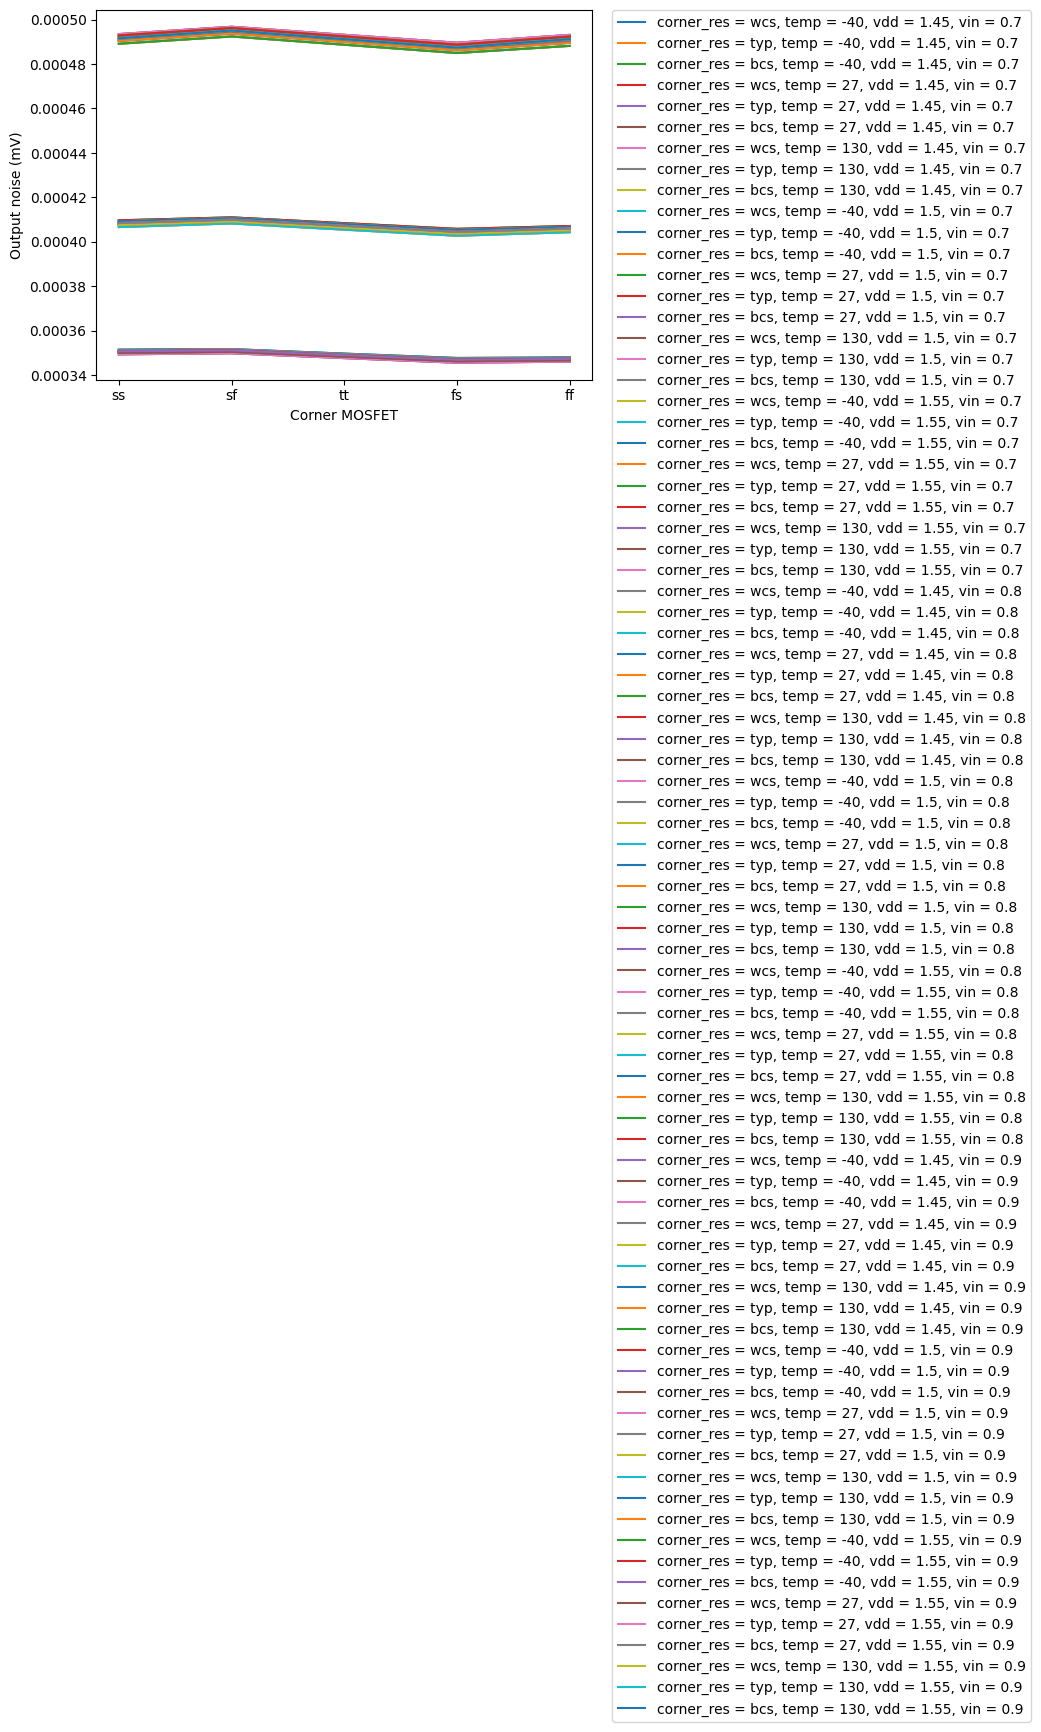 0.00050
0.00048
0.00046
0.00044
0.00042
0.00040
0.00038
0.00036
0.00034
Output noise (mV)
ss sf tt fs ff
Corner MOSFET
corner_res = wcs, temp = -40, vdd = 1.45, vin = 0.7
corner_res = typ, temp = -40, vdd = 1.45, vin = 0.7
corner_res = bcs, temp = -40, vdd = 1.45, vin = 0.7
corner_res = wcs, temp = 27, vdd = 1.45, vin = 0.7
corner_res = typ, temp = 27, vdd = 1.45, vin = 0.7
corner_res = bcs, temp = 27, vdd = 1.45, vin = 0.7
corner_res = wcs, temp = 130, vdd = 1.45, vin = 0.7
corner_res = typ, temp = 130, vdd = 1.45, vin = 0.7
corner_res = bcs, temp = 130, vdd = 1.45, vin = 0.7
corner_res = wcs, temp = -40, vdd = 1.5, vin = 0.7
corner_res = typ, temp = -40, vdd = 1.5, vin = 0.7
corner_res = bcs, temp = -40, vdd = 1.5, vin = 0.7
corner_res = wcs, temp = 27, vdd = 1.5, vin = 0.7
corner_res = typ, temp = 27, vdd = 1.5, vin = 0.7
corner_res = bcs, temp = 27, vdd = 1.5, vin = 0.7
corner_res = wcs, temp = 130, vdd = 1.5, vin = 0.7
corner_res = typ, temp = 130, vdd = 1.5, vin = 0.7
corner_res = bcs, temp = 130, vdd = 1.5, vin = 0.7
corner_res = wcs, temp = -40, vdd = 1.55, vin = 0.7
corner_res = typ, temp = -40, vdd = 1.55, vin = 0.7
corner_res = bcs, temp = -40, vdd = 1.55, vin = 0.7
corner_res = wcs, temp = 27, vdd = 1.55, vin = 0.7
corner_res = typ, temp = 27, vdd = 1.55, vin = 0.7
corner_res = bcs, temp = 27, vdd = 1.55, vin = 0.7
corner_res = wcs, temp = 130, vdd = 1.55, vin = 0.7
corner_res = typ, temp = 130, vdd = 1.55, vin = 0.7
corner_res = bcs, temp = 130, vdd = 1.55, vin = 0.7
corner_res = wcs, temp = -40, vdd = 1.45, vin = 0.8
corner_res = typ, temp = -40, vdd = 1.45, vin = 0.8
corner_res = bcs, temp = -40, vdd = 1.45, vin = 0.8
corner_res = wcs, temp = 27, vdd = 1.45, vin = 0.8
corner_res = typ, temp = 27, vdd = 1.45, vin = 0.8
corner_res = bcs, temp = 27, vdd = 1.45, vin = 0.8
corner_res = wcs, temp = 130, vdd = 1.45, vin = 0.8
corner_res = typ, temp = 130, vdd = 1.45, vin = 0.8
corner_res = bcs, temp = 130, vdd = 1.45, vin = 0.8
corner_res = wcs, temp = -40, vdd = 1.5, vin = 0.8
corner_res = typ, temp = -40, vdd = 1.5, vin = 0.8
corner_res = bcs, temp = -40, vdd = 1.5, vin = 0.8
corner_res = wcs, temp = 27, vdd = 1.5, vin = 0.8
corner_res = typ, temp = 27, vdd = 1.5, vin = 0.8
corner_res = bcs, temp = 27, vdd = 1.5, vin = 0.8
corner_res = wcs, temp = 130, vdd = 1.5, vin = 0.8
corner_res = typ, temp = 130, vdd = 1.5, vin = 0.8
corner_res = bcs, temp = 130, vdd = 1.5, vin = 0.8
corner_res = wcs, temp = -40, vdd = 1.55, vin = 0.8
corner_res = typ, temp = -40, vdd = 1.55, vin = 0.8
corner_res = bcs, temp = -40, vdd = 1.55, vin = 0.8
corner_res = wcs, temp = 27, vdd = 1.55, vin = 0.8
corner_res = typ, temp = 27, vdd = 1.55, vin = 0.8
corner_res = bcs, temp = 27, vdd = 1.55, vin = 0.8
corner_res = wcs, temp = 130, vdd = 1.55, vin = 0.8
corner_res = typ, temp = 130, vdd = 1.55, vin = 0.8
corner_res = bcs, temp = 130, vdd = 1.55, vin = 0.8
corner_res = wcs, temp = -40, vdd = 1.45, vin = 0.9
corner_res = typ, temp = -40, vdd = 1.45, vin = 0.9
corner_res = bcs, temp = -40, vdd = 1.45, vin = 0.9
corner_res = wcs, temp = 27, vdd = 1.45, vin = 0.9
corner_res = typ, temp = 27, vdd = 1.45, vin = 0.9
corner_res = bcs, temp = 27, vdd = 1.45, vin = 0.9
corner_res = wcs, temp = 130, vdd = 1.45, vin = 0.9
corner_res = typ, temp = 130, vdd = 1.45, vin = 0.9
corner_res = bcs, temp = 130, vdd = 1.45, vin = 0.9
corner_res = wcs, temp = -40, vdd = 1.5, vin = 0.9
corner_res = typ, temp = -40, vdd = 1.5, vin = 0.9
corner_res = bcs, temp = -40, vdd = 1.5, vin = 0.9
corner_res = wcs, temp = 27, vdd = 1.5, vin = 0.9
corner_res = typ, temp = 27, vdd = 1.5, vin = 0.9
corner_res = bcs, temp = 27, vdd = 1.5, vin = 0.9
corner_res = wcs, temp = 130, vdd = 1.5, vin = 0.9
corner_res = typ, temp = 130, vdd = 1.5, vin = 0.9
corner_res = bcs, temp = 130, vdd = 1.5, vin = 0.9
corner_res = wcs, temp = -40, vdd = 1.55, vin = 0.9
corner_res = typ, temp = -40, vdd = 1.55, vin = 0.9
corner_res = bcs, temp = -40, vdd = 1.55, vin = 0.9
corner_res = wcs, temp = 27, vdd = 1.55, vin = 0.9
corner_res = typ, temp = 27, vdd = 1.55, vin = 0.9
corner_res = bcs, temp = 27, vdd = 1.55, vin = 0.9
corner_res = wcs, temp = 130, vdd = 1.55, vin = 0.9
corner_res = typ, temp = 130, vdd = 1.55, vin = 0.9
corner_res = bcs, temp = 130, vdd = 1.55, vin = 0.9